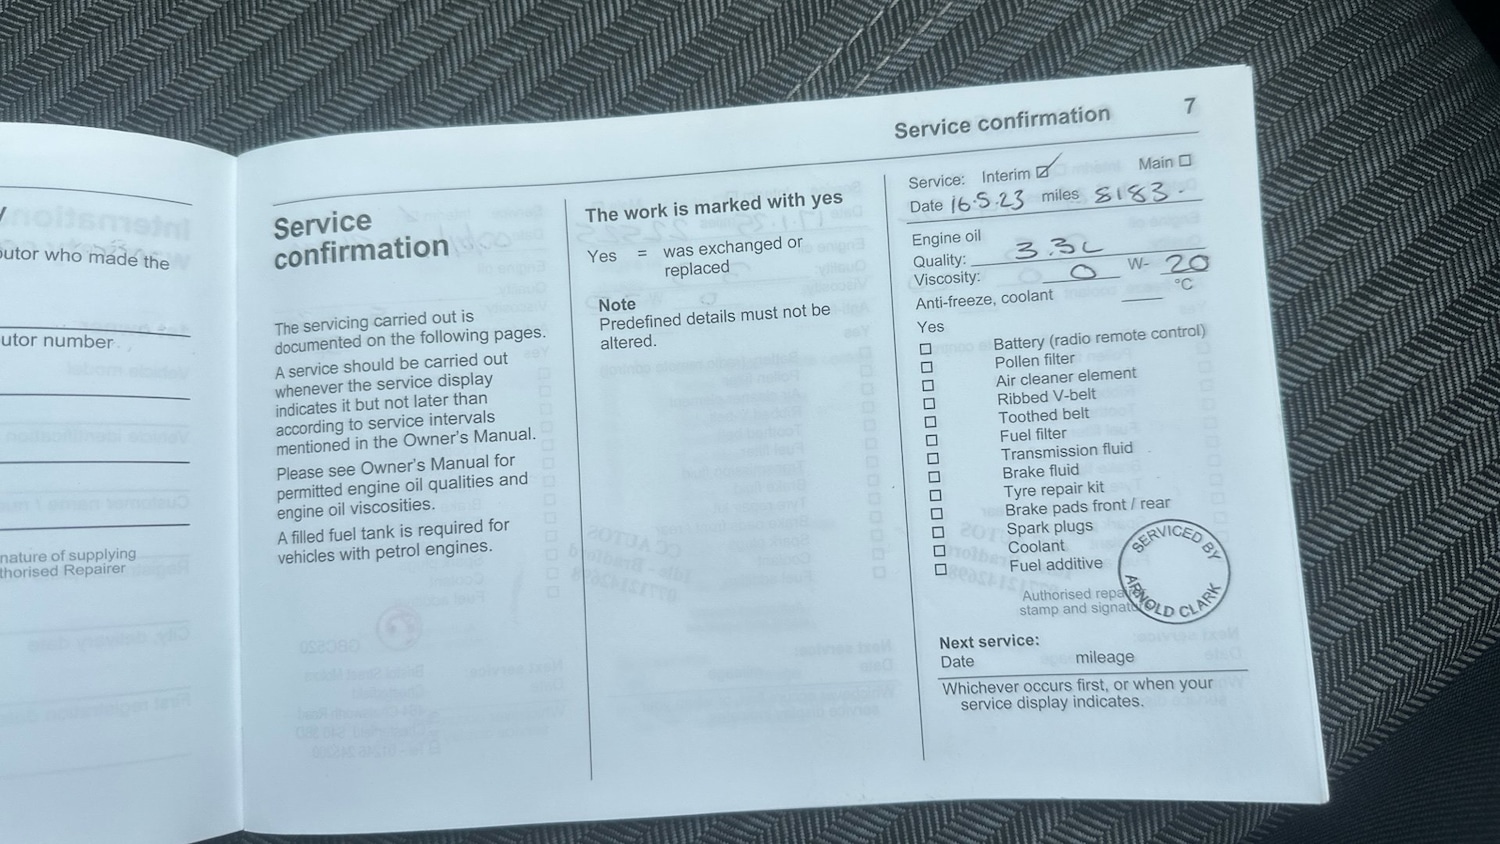 utor who made the
utor number
nature of supplying
thorised Repairer
Service confirmation
7
Service
confirmation
The servicing carried out is
documented on the following pages.
A service should be carried out
whenever the service display
indicates it but not later than
according to service intervals
mentioned in the Owner's Manual.
Please see Owner's Manual for
permitted engine oil qualities and
engine oil viscosities.
A filled fuel tank is required for
vehicles with petrol engines.
The work is marked with yes
Yes = was exchanged or
replaced
Note
Predefined details must not be
altered.
Service: Interim ☑ Main ☐
Date 16.5.23 miles 8183.
Engine oil
Quality: 3.3L
Viscosity: 0 W- 20
Anti-freeze, coolant °C
Yes
☐ Battery (radio remote control)
☐ Pollen filter
☐ Air cleaner element
☐ Ribbed V-belt
☐ Toothed belt
☐ Fuel filter
☐ Transmission fluid
☐ Brake fluid
☐ Tyre repair kit
☐ Brake pads front / rear
☐ Spark plugs
☐ Coolant
☐ Fuel additive
SERVICED BY
ARNOLD CLARK
Authorised repa
stamp and signat
Next service:
Date mileage
Whichever occurs first, or when your
service display indicates.